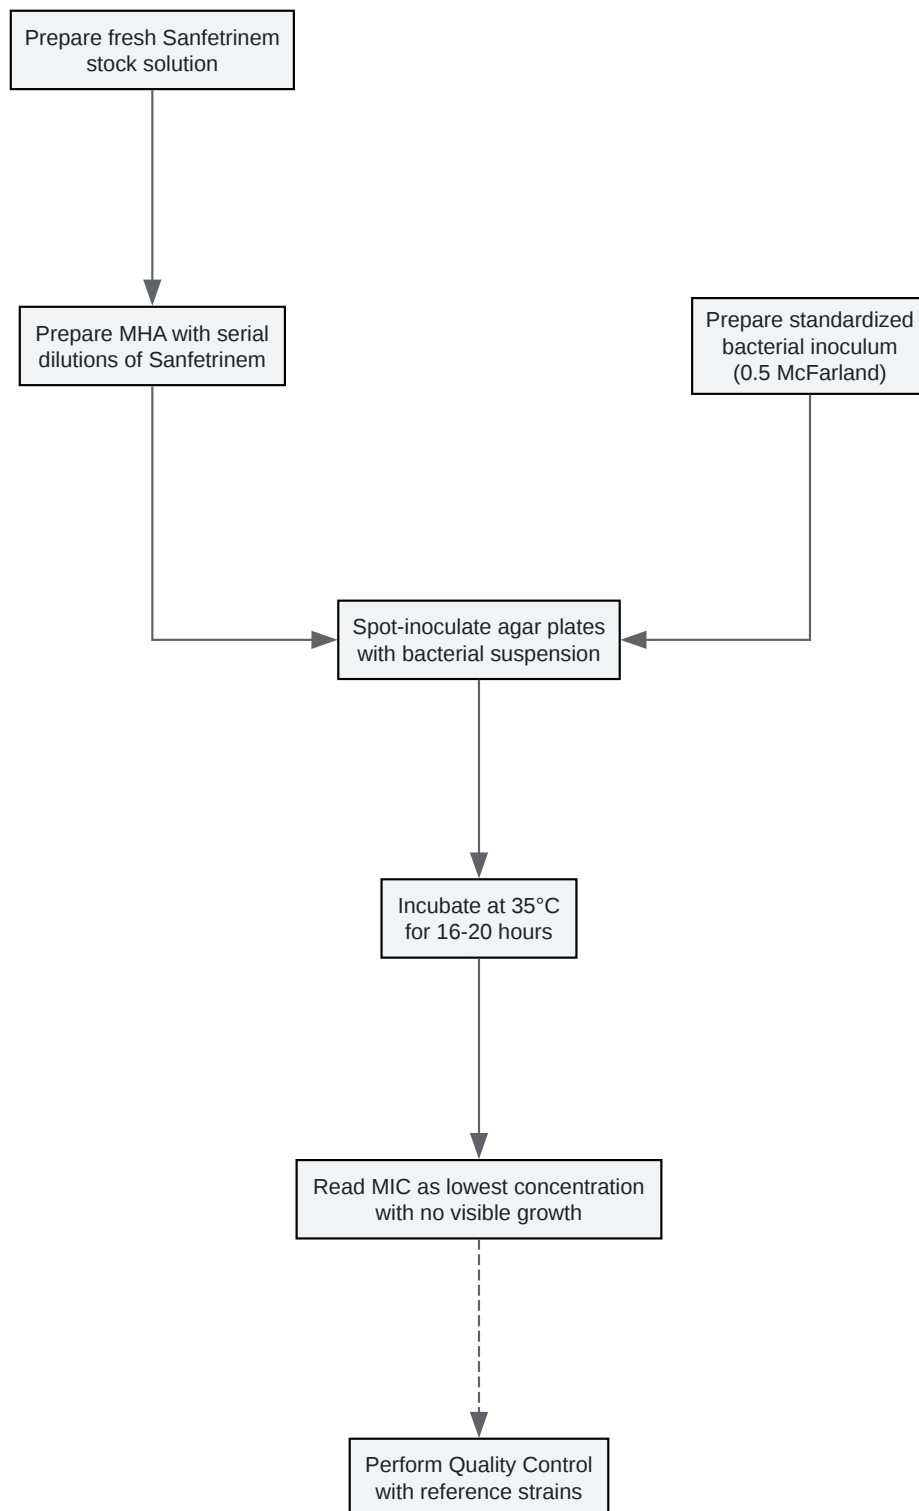 Prepare fresh Sanfetrinem
stock solution
Prepare MHA with serial
dilutions of Sanfetrinem
Prepare standardized
bacterial inoculum
(0.5 McFarland)
Spot-inoculate agar plates
with bacterial suspension
Incubate at 35°C
for 16-20 hours
Read MIC as lowest concentration
with no visible growth
Perform Quality Control
with reference strains